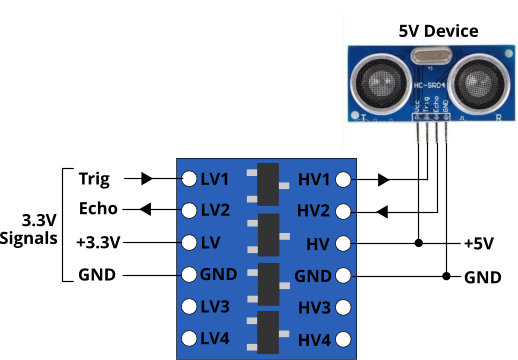 5V Device
HC-SR04
Vcc
Trig
Echo
GND
T
R
3.3V
Signals
Trig
Echo
+3.3V
GND
LV1
LV2
LV
GND
LV3
LV4
HV1
HV2
HV
GND
HV3
HV4
+5V
GND